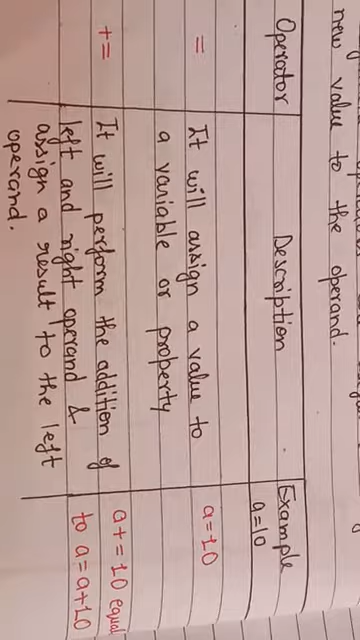 new value to the operand.
Operator Description Example
a=10
= It will assign a value to a=10
a variable or property
+= It will perform the addition of a+=10 equal
left and right operand & to a=a+10
assign a result to the left
operand.